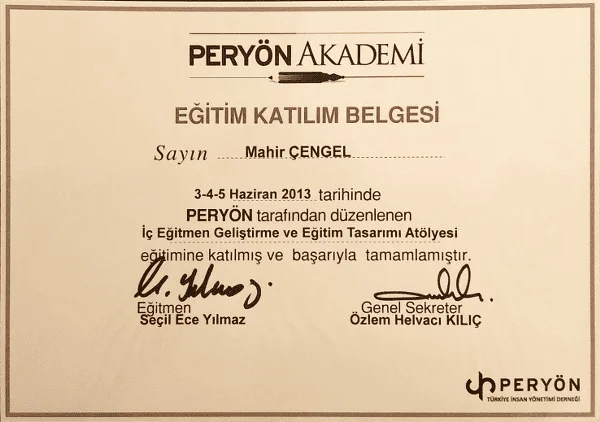 PERYÖN AKADEMİ
EĞİTİM KATILIM BELGESİ
Sayın Mahir ÇENGEL
3-4-5 Haziran 2013 tarihinde
PERYÖN tarafından düzenlenen
İç Eğitmen Geliştirme ve Eğitim Tasarımı Atölyesi
eğitimine katılmış ve başarıyla tamamlamıştır.
Eğitmen
Seçil Ece Yılmaz
Genel Sekreter
Özlem Helvacı KILIÇ
PERYÖN
TÜRKİYE İNSAN YÖNETİMİ DERNEĞİ